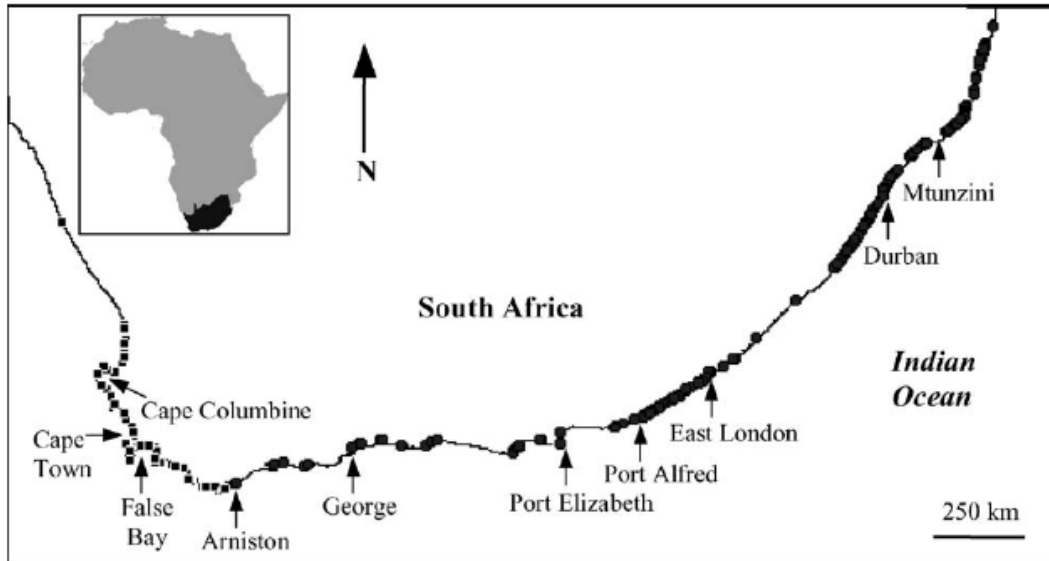 N
Mtunzini
Durban
South Africa
Indian
Ocean
Cape Columbine
Cape
Town
East London
Port Alfred
False
Bay
George
Port Elizabeth
Arniston
250 km